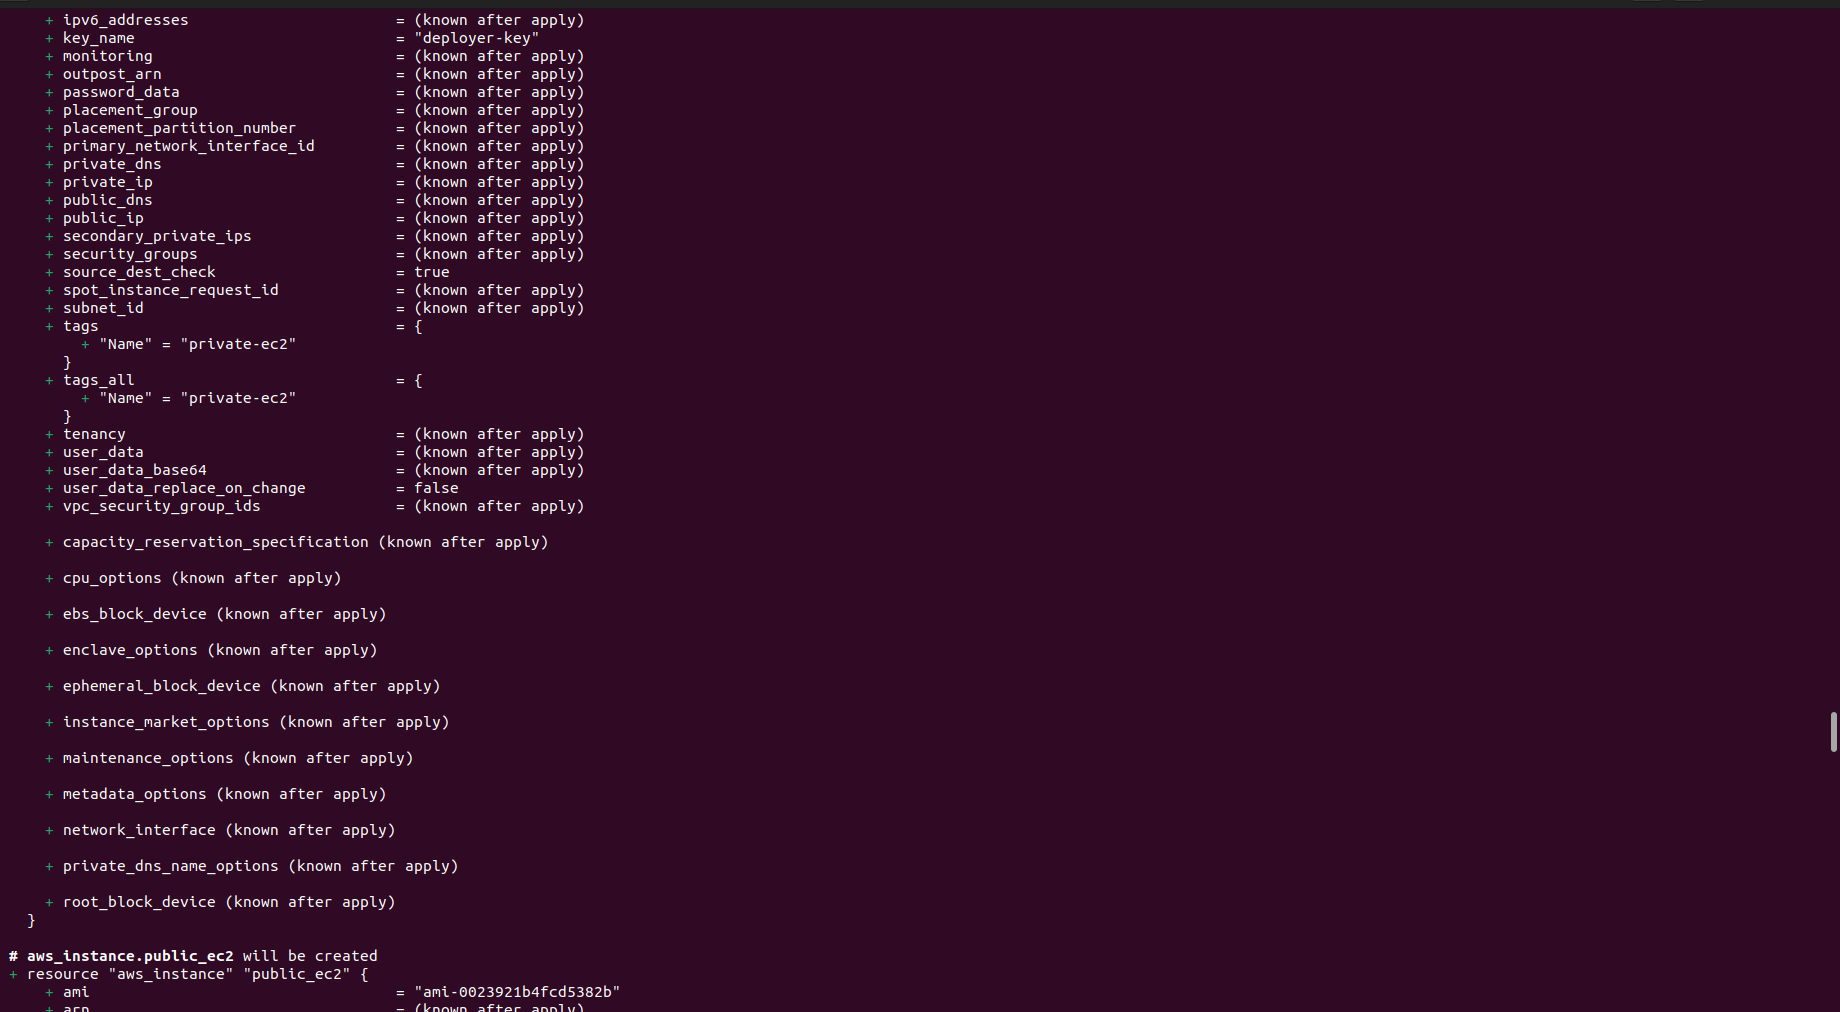 + ipv6_addresses = (known after apply)
+ key_name = "deployer-key"
+ monitoring = (known after apply)
+ outpost_arn = (known after apply)
+ password_data = (known after apply)
+ placement_group = (known after apply)
+ placement_partition_number = (known after apply)
+ primary_network_interface_id = (known after apply)
+ private_dns = (known after apply)
+ private_ip = (known after apply)
+ public_dns = (known after apply)
+ public_ip = (known after apply)
+ secondary_private_ips = (known after apply)
+ security_groups = (known after apply)
+ source_dest_check = true
+ spot_instance_request_id = (known after apply)
+ subnet_id = (known after apply)
+ tags = {
+ "Name" = "private-ec2"
}
+ tags_all = {
+ "Name" = "private-ec2"
}
+ tenancy = (known after apply)
+ user_data = (known after apply)
+ user_data_base64 = (known after apply)
+ user_data_replace_on_change = false
+ vpc_security_group_ids = (known after apply)
+ capacity_reservation_specification (known after apply)
+ cpu_options (known after apply)
+ ebs_block_device (known after apply)
+ enclave_options (known after apply)
+ ephemeral_block_device (known after apply)
+ instance_market_options (known after apply)
+ maintenance_options (known after apply)
+ metadata_options (known after apply)
+ network_interface (known after apply)
+ private_dns_name_options (known after apply)
+ root_block_device (known after apply)
}
# aws_instance.public_ec2 will be created
+ resource "aws_instance" "public_ec2" {
+ ami = "ami-0023921b4fcd5382b"
+ arn = (known after apply)